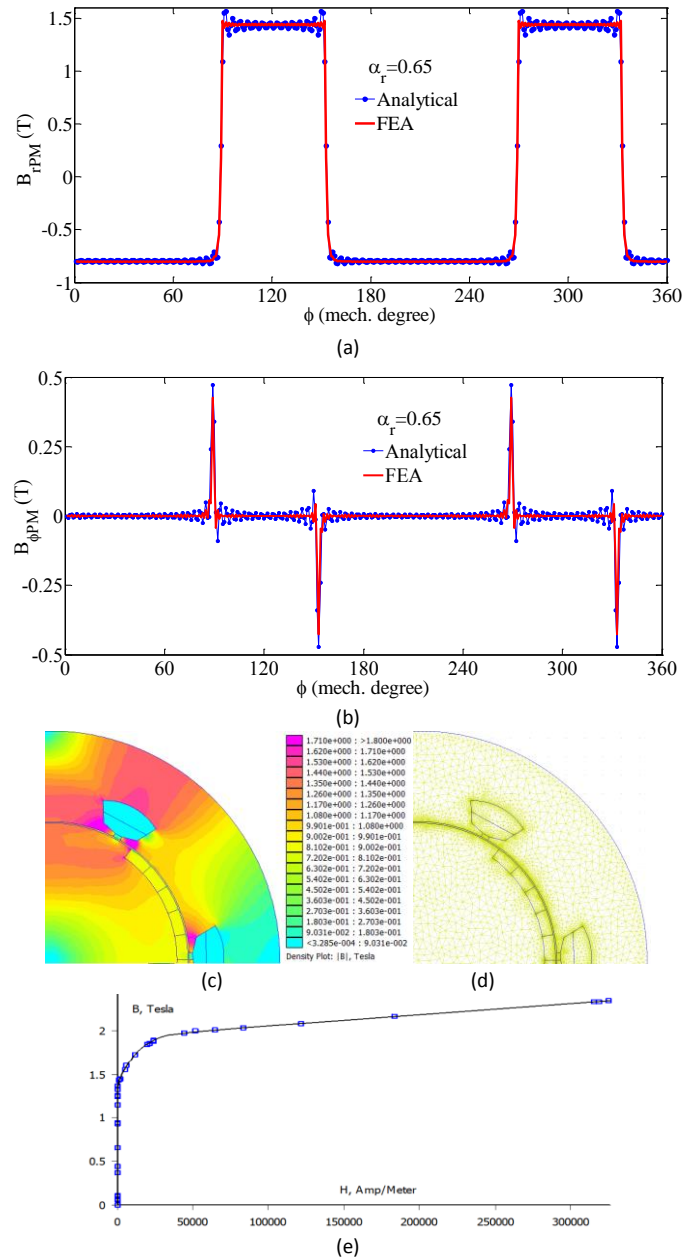 1.5
1
0.5
0
-0.5
-1
B_rPM (T)
α_r=0.65
Analytical
FEA
0 60 120 180 240 300 360
ϕ (mech. degree)
(a)
0.5
0.25
0
-0.25
-0.5
B_ϕPM (T)
α_r=0.65
Analytical
FEA
0 60 120 180 240 300 360
ϕ (mech. degree)
(b)
1.710e+000 : >1.800e+000
1.620e+000 : 1.710e+000
1.530e+000 : 1.620e+000
1.440e+000 : 1.530e+000
1.350e+000 : 1.440e+000
1.260e+000 : 1.350e+000
1.170e+000 : 1.260e+000
1.080e+000 : 1.170e+000
9.901e-001 : 1.080e+000
9.002e-001 : 9.901e-001
8.102e-001 : 9.002e-001
7.202e-001 : 8.102e-001
6.302e-001 : 7.202e-001
5.402e-001 : 6.302e-001
4.502e-001 : 5.402e-001
3.603e-001 : 4.502e-001
2.703e-001 : 3.603e-001
1.803e-001 : 2.703e-001
9.031e-002 : 1.803e-001
<3.285e-004 : 9.031e-002
Density Plot: |B|, Tesla
(c)
(d)
B, Tesla
2
1.5
1
0.5
0
H, Amp/Meter
0 50000 100000 150000 200000 250000 300000
(e)